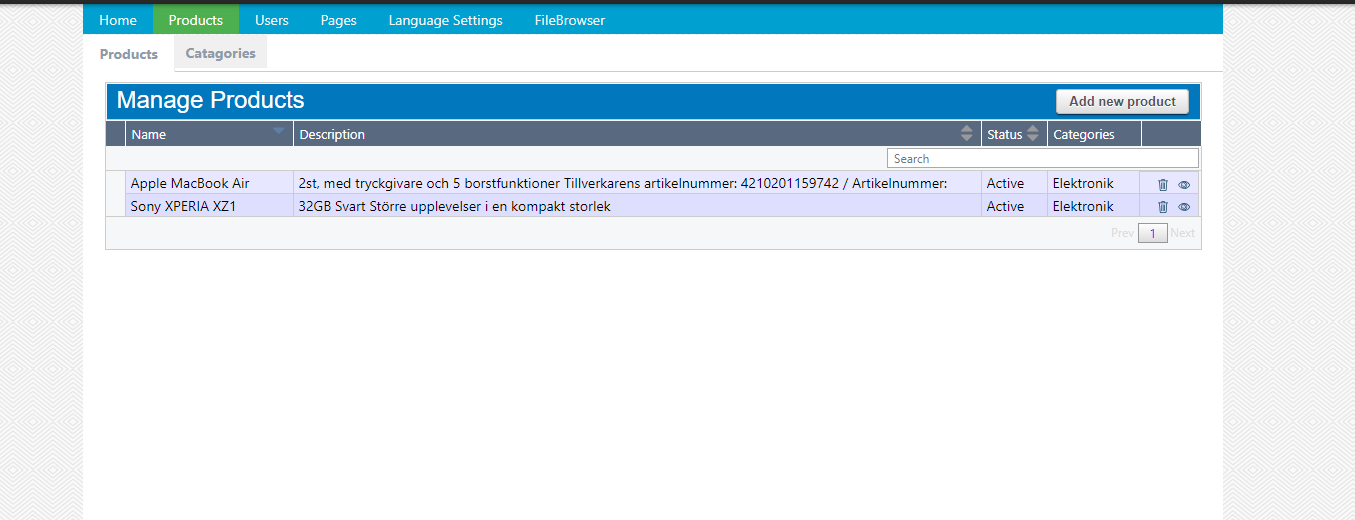 Home Products Users Pages Language Settings FileBrowser
Products Catagories
Manage Products Add new product
Name Description Status Categories
Search
Apple MacBook Air 2st, med tryckgivare och 5 borstfunktioner Tillverkarens artikelnummer: 4210201159742 / Artikelnummer: Active Elektronik
Sony XPERIA XZ1 32GB Svart Större upplevelser i en kompakt storlek Active Elektronik
Prev 1 Next